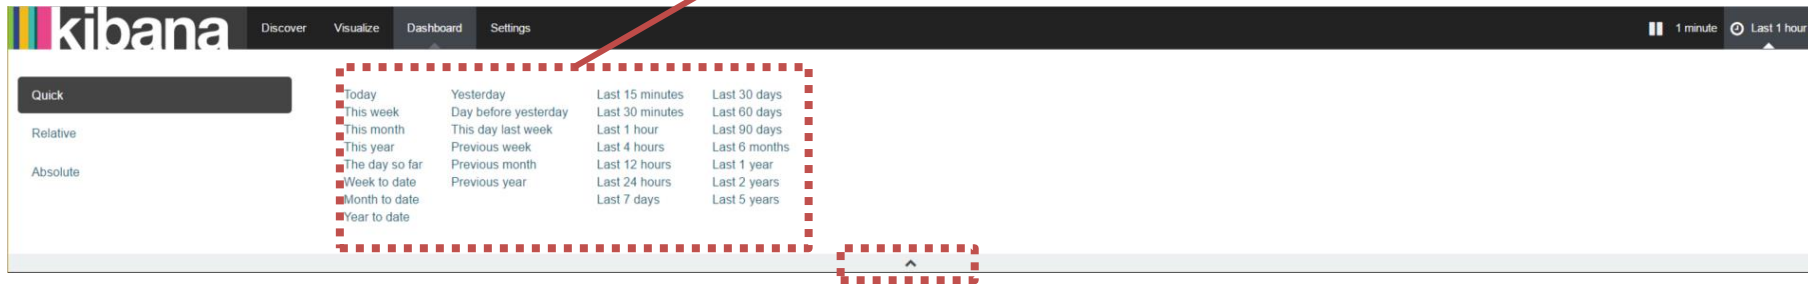 kibana Discover Visualize Dashboard Settings 1 minute Last 1 hour
Quick
Relative
Absolute
Today
This week
This month
This year
The day so far
Week to date
Month to date
Year to date
Yesterday
Day before yesterday
This day last week
Previous week
Previous month
Previous year
Last 15 minutes
Last 30 minutes
Last 1 hour
Last 4 hours
Last 12 hours
Last 24 hours
Last 7 days
Last 30 days
Last 60 days
Last 90 days
Last 6 months
Last 1 year
Last 2 years
Last 5 years